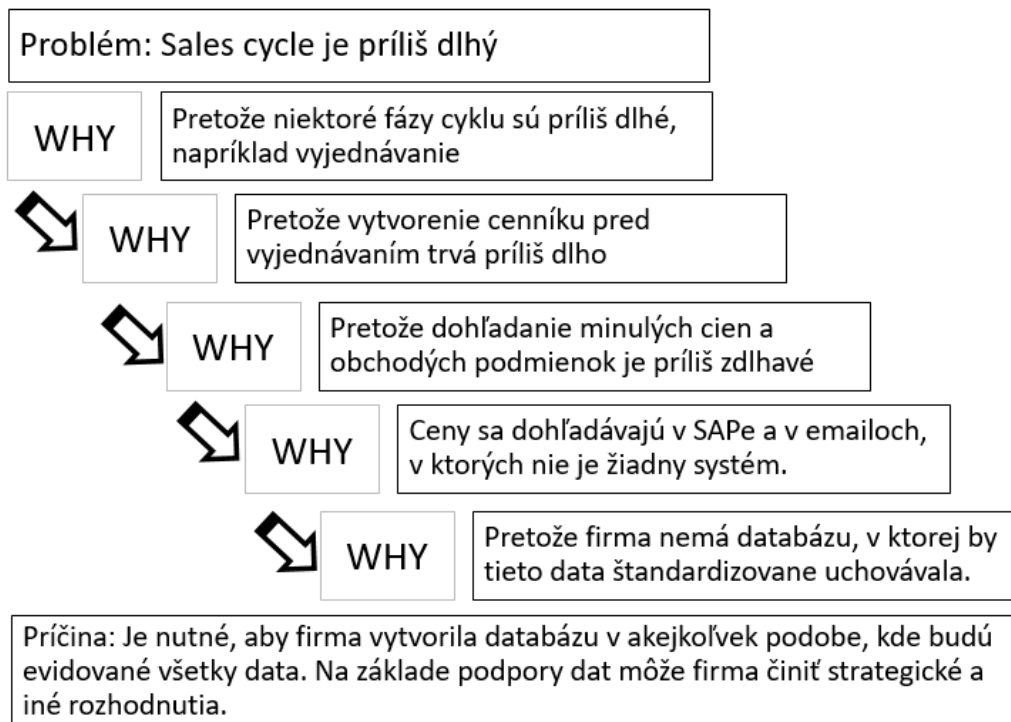 Problém: Sales cycle je príliš dlhý
WHY
Pretože niektoré fázy cyklu sú príliš dlhé,
napríklad vyjednávanie
WHY
Pretože vytvorenie cenníku pred
vyjednávaním trvá príliš dlho
WHY
Pretože dohľadanie minulých cien a
obchodých podmienok je príliš zdlhavé
WHY
Ceny sa dohľadávajú v SAPe a v emailoch,
v ktorých nie je žiadny systém.
WHY
Pretože firma nemá databázu, v ktorej by
tieto data štandardizovane uchovávala.
Príčina: Je nutné, aby firma vytvorila databázu v akejkoľvek podobe, kde budú
evidované všetky data. Na základe podpory dat môže firma činiť strategické a
iné rozhodnutia.